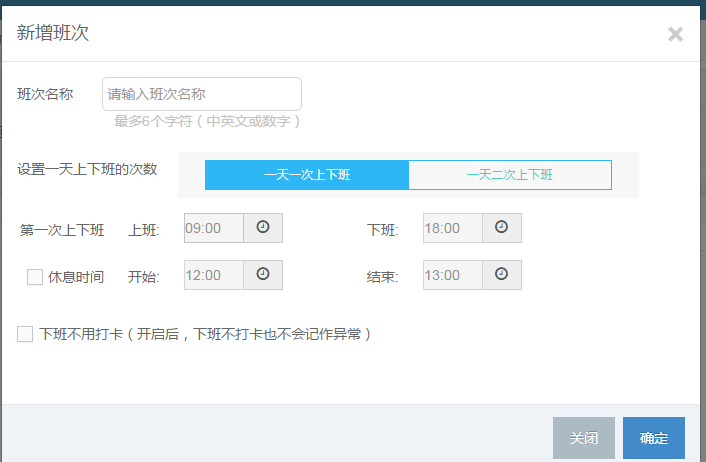 新增班次
班次名称 请输入班次名称
最多6个字符（中英文或数字）
设置一天上下班的次数 一天一次上下班 一天二次上下班
第一次上下班 上班: 09:00 下班: 18:00
休息时间 开始: 12:00 结束: 13:00
下班不用打卡（开启后，下班不打卡也不会记作异常）
关闭 确定